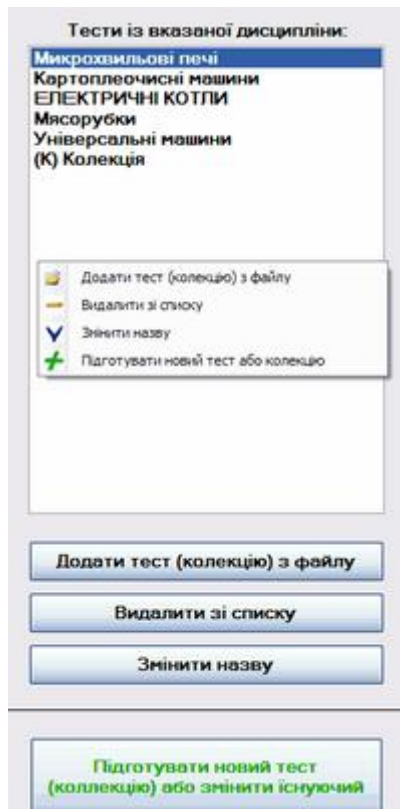 Тести із вказаної дисципліни:
Микрохвильові печі
Картоплеочисні машини
ЕЛЕКТРИЧНІ КОТЛИ
Мясорубки
Універсальні машини
(К) Колекція
Додати тест (колекцію) з файлу
Видалити зі списку
Змінити назву
Підготувати новий тест або колекцію
Додати тест (колекцію) з файлу
Видалити зі списку
Змінити назву
Підготувати новий тест
(коллекцію) або змінити їснуючий